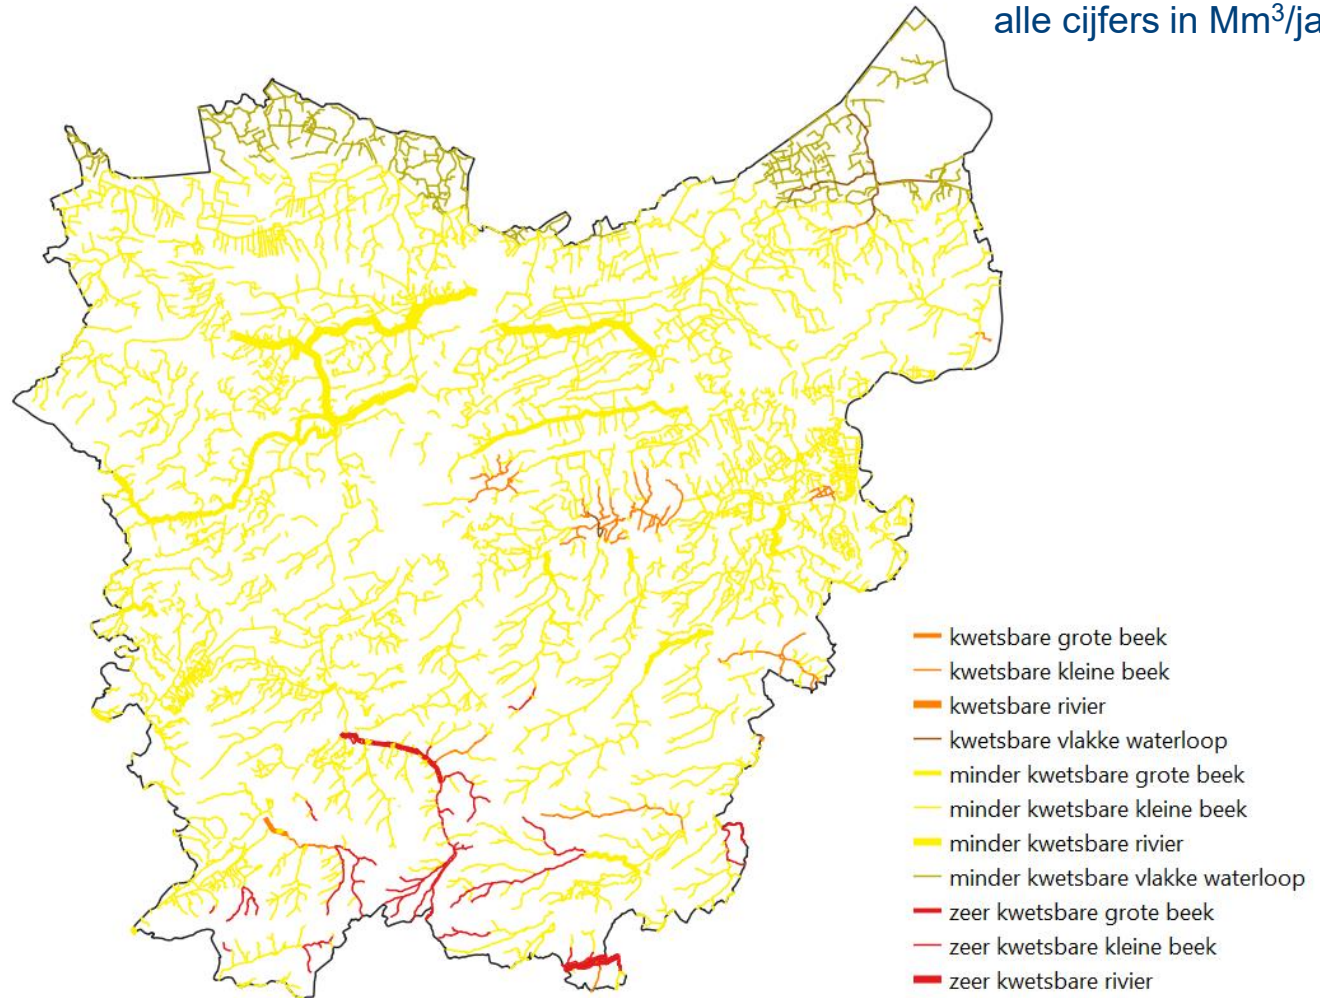 alle cijfers in Mm³/ja
kwetsbare grote beek
kwetsbare kleine beek
kwetsbare rivier
kwetsbare vlakke waterloop
minder kwetsbare grote beek
minder kwetsbare kleine beek
minder kwetsbare rivier
minder kwetsbare vlakke waterloop
zeer kwetsbare grote beek
zeer kwetsbare kleine beek
zeer kwetsbare rivier